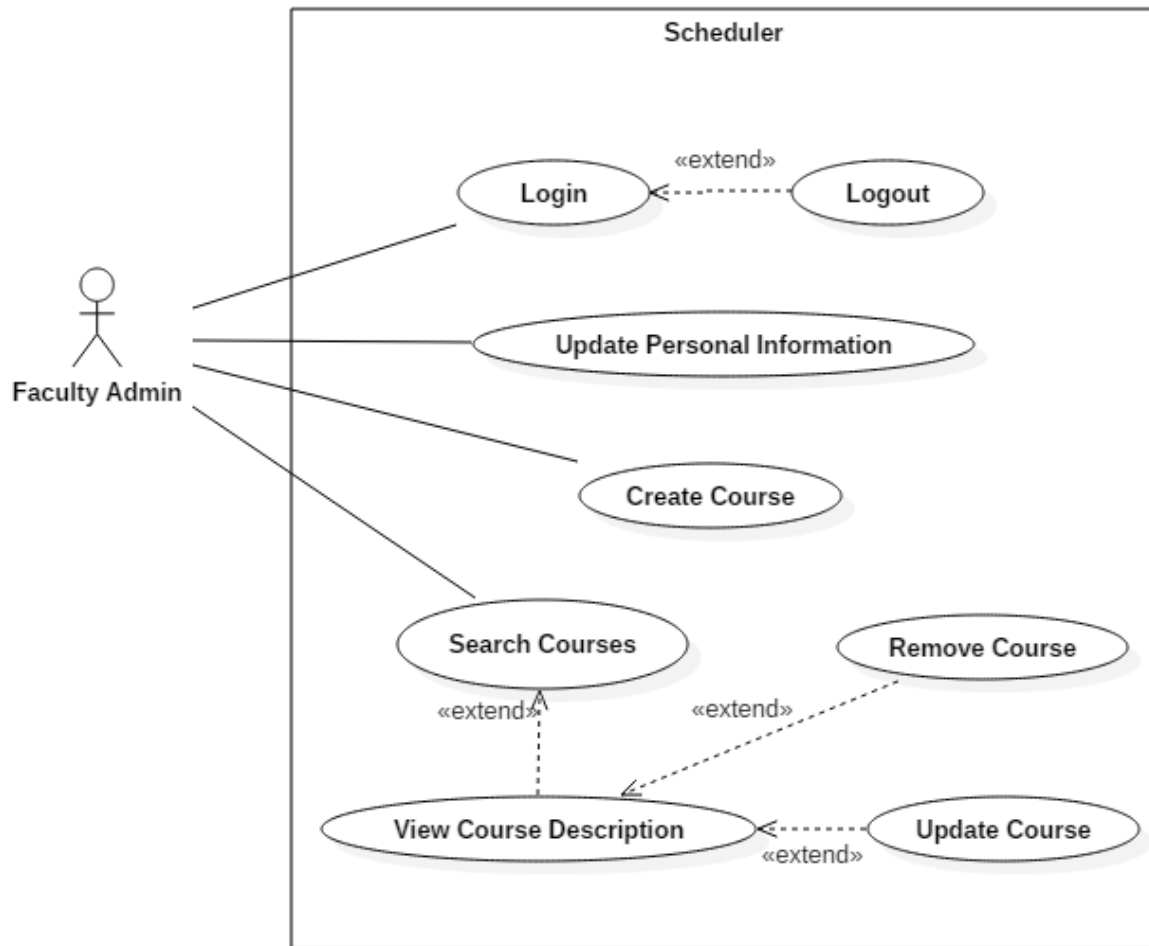 Scheduler
«extend»
Login
Logout
Update Personal Information
Faculty Admin
Create Course
Search Courses
Remove Course
«extend»
«extend»
View Course Description
Update Course
«extend»